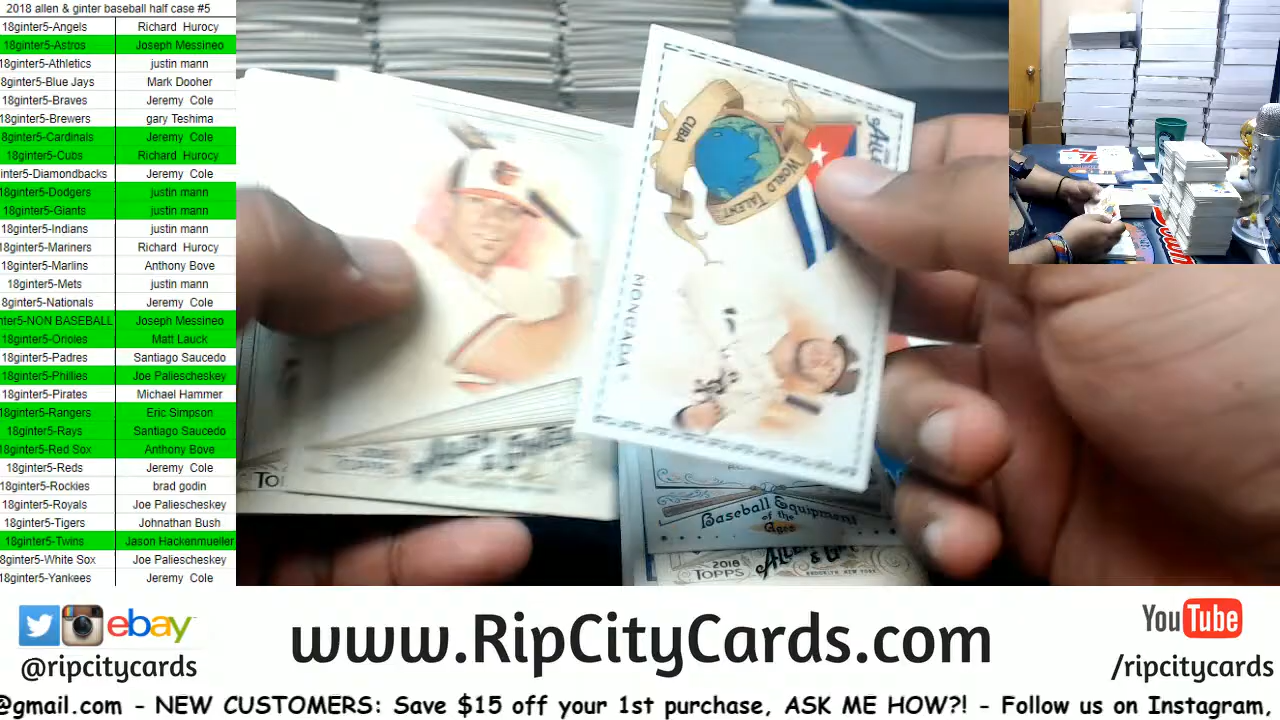 2018 allen & ginter baseball half case #5
18ginter5-Angels Richard Hurocy
18ginter5-Astros Joseph Messineo
18ginter5-Athletics justin mann
8ginter5-Blue Jays Mark Dooher
18ginter5-Braves Jeremy Cole
18ginter5-Brewers gary Teshima
8ginter5-Cardinals Jeremy Cole
18ginter5-Cubs Richard Hurocy
inter5-Diamondbacks Jeremy Cole
18ginter5-Dodgers justin mann
18ginter5-Giants justin mann
18ginter5-Indians justin mann
18ginter5-Mariners Richard Hurocy
18ginter5-Marlins Anthony Bove
18ginter5-Mets justin mann
8ginter5-Nationals Jeremy Cole
nter5-NON BASEBALL Joseph Messineo
18ginter5-Orioles Matt Lauck
18ginter5-Padres Santiago Saucedo
18ginter5-Phillies Joe Paliescheskey
18ginter5-Pirates Michael Hammer
18ginter5-Rangers Eric Simpson
18ginter5-Rays Santiago Saucedo
18ginter5-Red Sox Anthony Bove
18ginter5-Reds Jeremy Cole
18ginter5-Rockies brad godin
18ginter5-Royals Joe Paliescheskey
18ginter5-Tigers Johnathan Bush
18ginter5-Twins Jason Hackenmueller
8ginter5-White Sox Joe Paliescheskey
18ginter5-Yankees Jeremy Cole
CUBA
WORLD TALENT
MONCADA
Baseball Equipment
of the
Ages
2018
TOPPS
BROOKLYN NEW YORK
ebay
@ripcitycards
www.RipCityCards.com
YouTube
/ripcitycards
@gmail.com - NEW CUSTOMERS: Save $15 off your 1st purchase, ASK ME HOW?! - Follow us on Instagram,